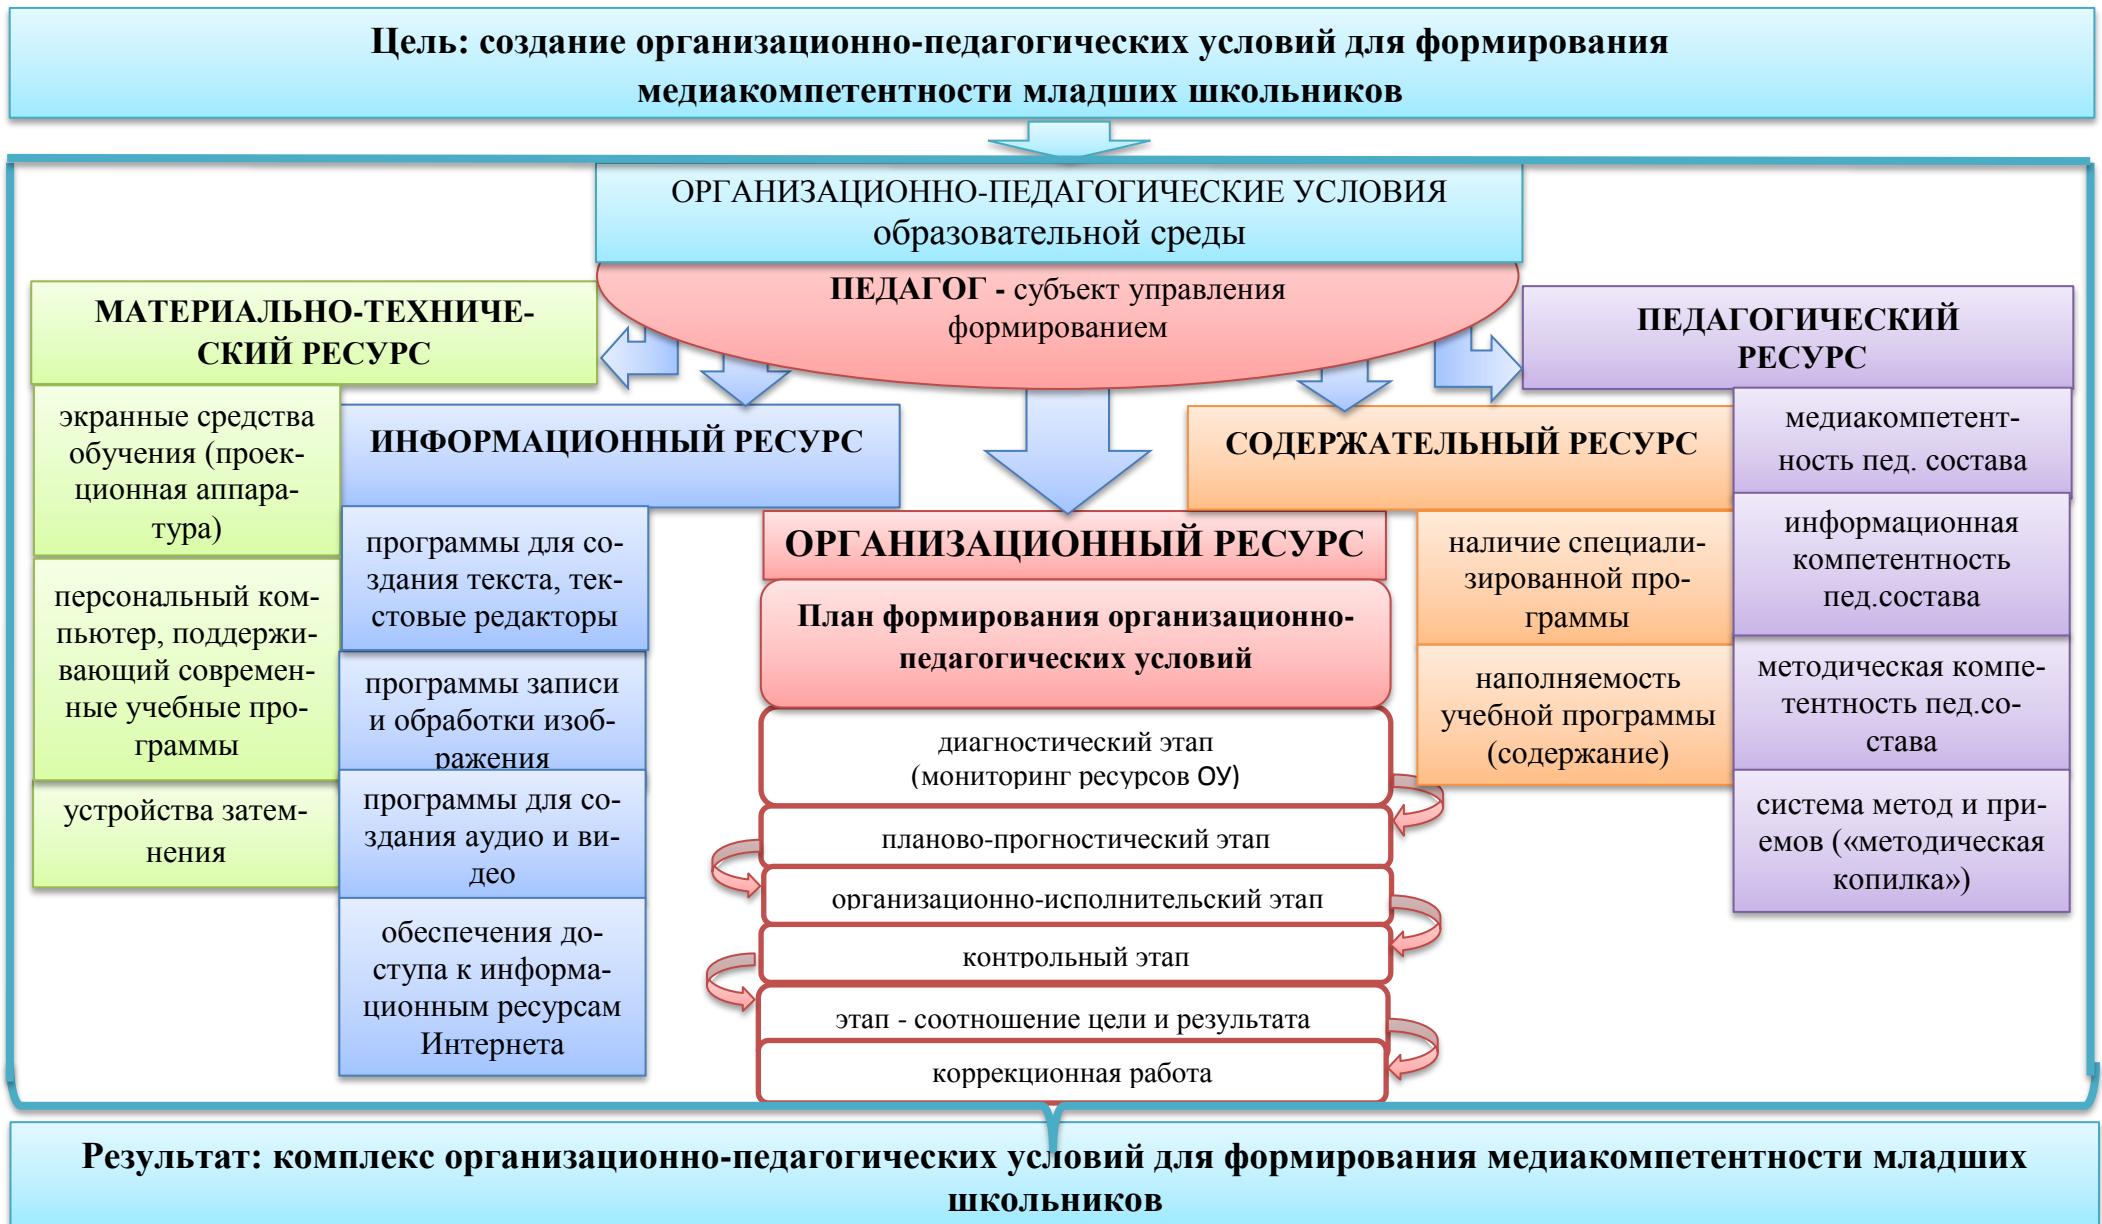 Цель: создание организационно-педагогических условий для формирования
медиакомпетентности младших школьников
ОРГАНИЗАЦИОННО-ПЕДАГОГИЧЕСКИЕ УСЛОВИЯ
образовательной среды
ПЕДАГОГ - субъект управления
формированием
МАТЕРИАЛЬНО-ТЕХНИЧЕ-
СКИЙ РЕСУРС
экранные средства
обучения (проек-
ционная аппара-
тура)
персональный ком-
пьютер, поддержи-
вающий современ-
ные учебные про-
граммы
устройства затем-
нения
ИНФОРМАЦИОННЫЙ РЕСУРС
программы для со-
здания текста, тек-
стовые редакторы
программы записи
и обработки изоб-
ражения
программы для со-
здания аудио и ви-
део
обеспечения до-
ступа к информа-
ционным ресурсам
Интернета
ОРГАНИЗАЦИОННЫЙ РЕСУРС
План формирования организационно-
педагогических условий
диагностический этап
(мониторинг ресурсов ОУ)
планово-прогностический этап
организационно-исполнительский этап
контрольный этап
этап - соотношение цели и результата
коррекционная работа
СОДЕРЖАТЕЛЬНЫЙ РЕСУРС
наличие специали-
зированной про-
граммы
наполняемость
учебной программы
(содержание)
ПЕДАГОГИЧЕСКИЙ
РЕСУРС
медиакомпетент-
ность пед. состава
информационная
компетентность
пед.состава
методическая компе-
тентность пед.со-
става
система метод и при-
емов («методическая
копилка»)
Результат: комплекс организационно-педагогических условий для формирования медиакомпетентности младших
школьников